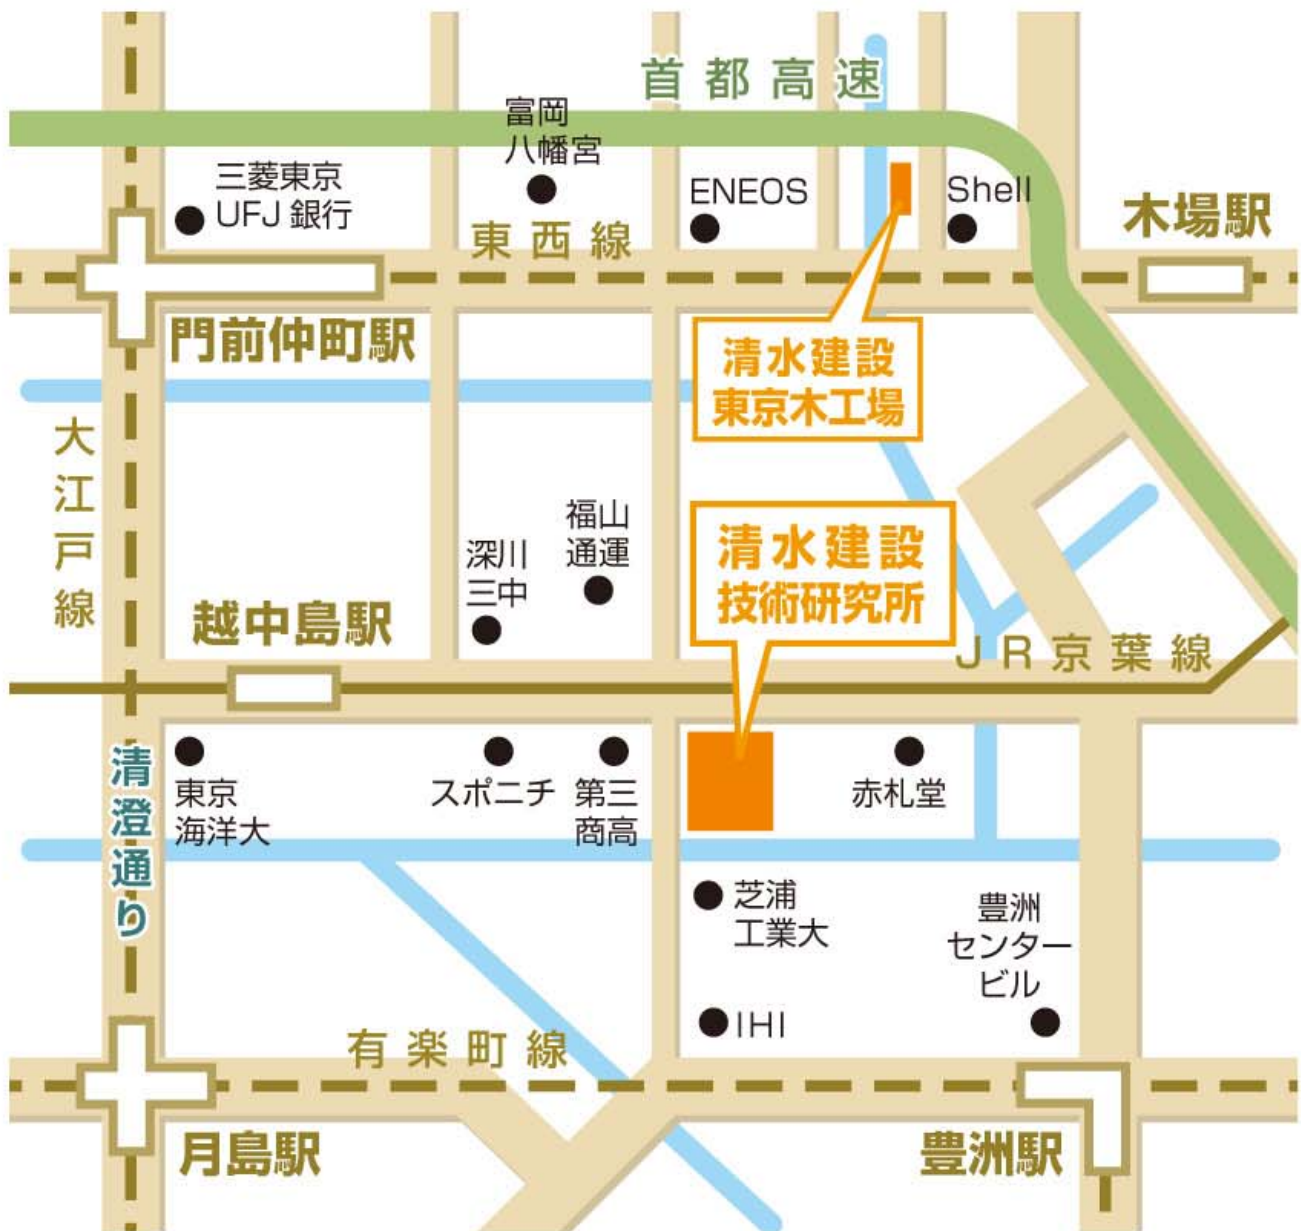 首都高速
富岡
八幡宮
三菱東京
UFJ 銀行
ENEOS
Shell
木場駅
東西線
門前仲町駅
清水建設
東京木工場
大江戸線
福山
通運
深川
三中
清水建設
技術研究所
越中島駅
JR京葉線
清澄通り
東京
海洋大
スポニチ
第三
商高
赤札堂
芝浦
工業大
豊洲
センター
ビル
IHI
有楽町線
月島駅
豊洲駅